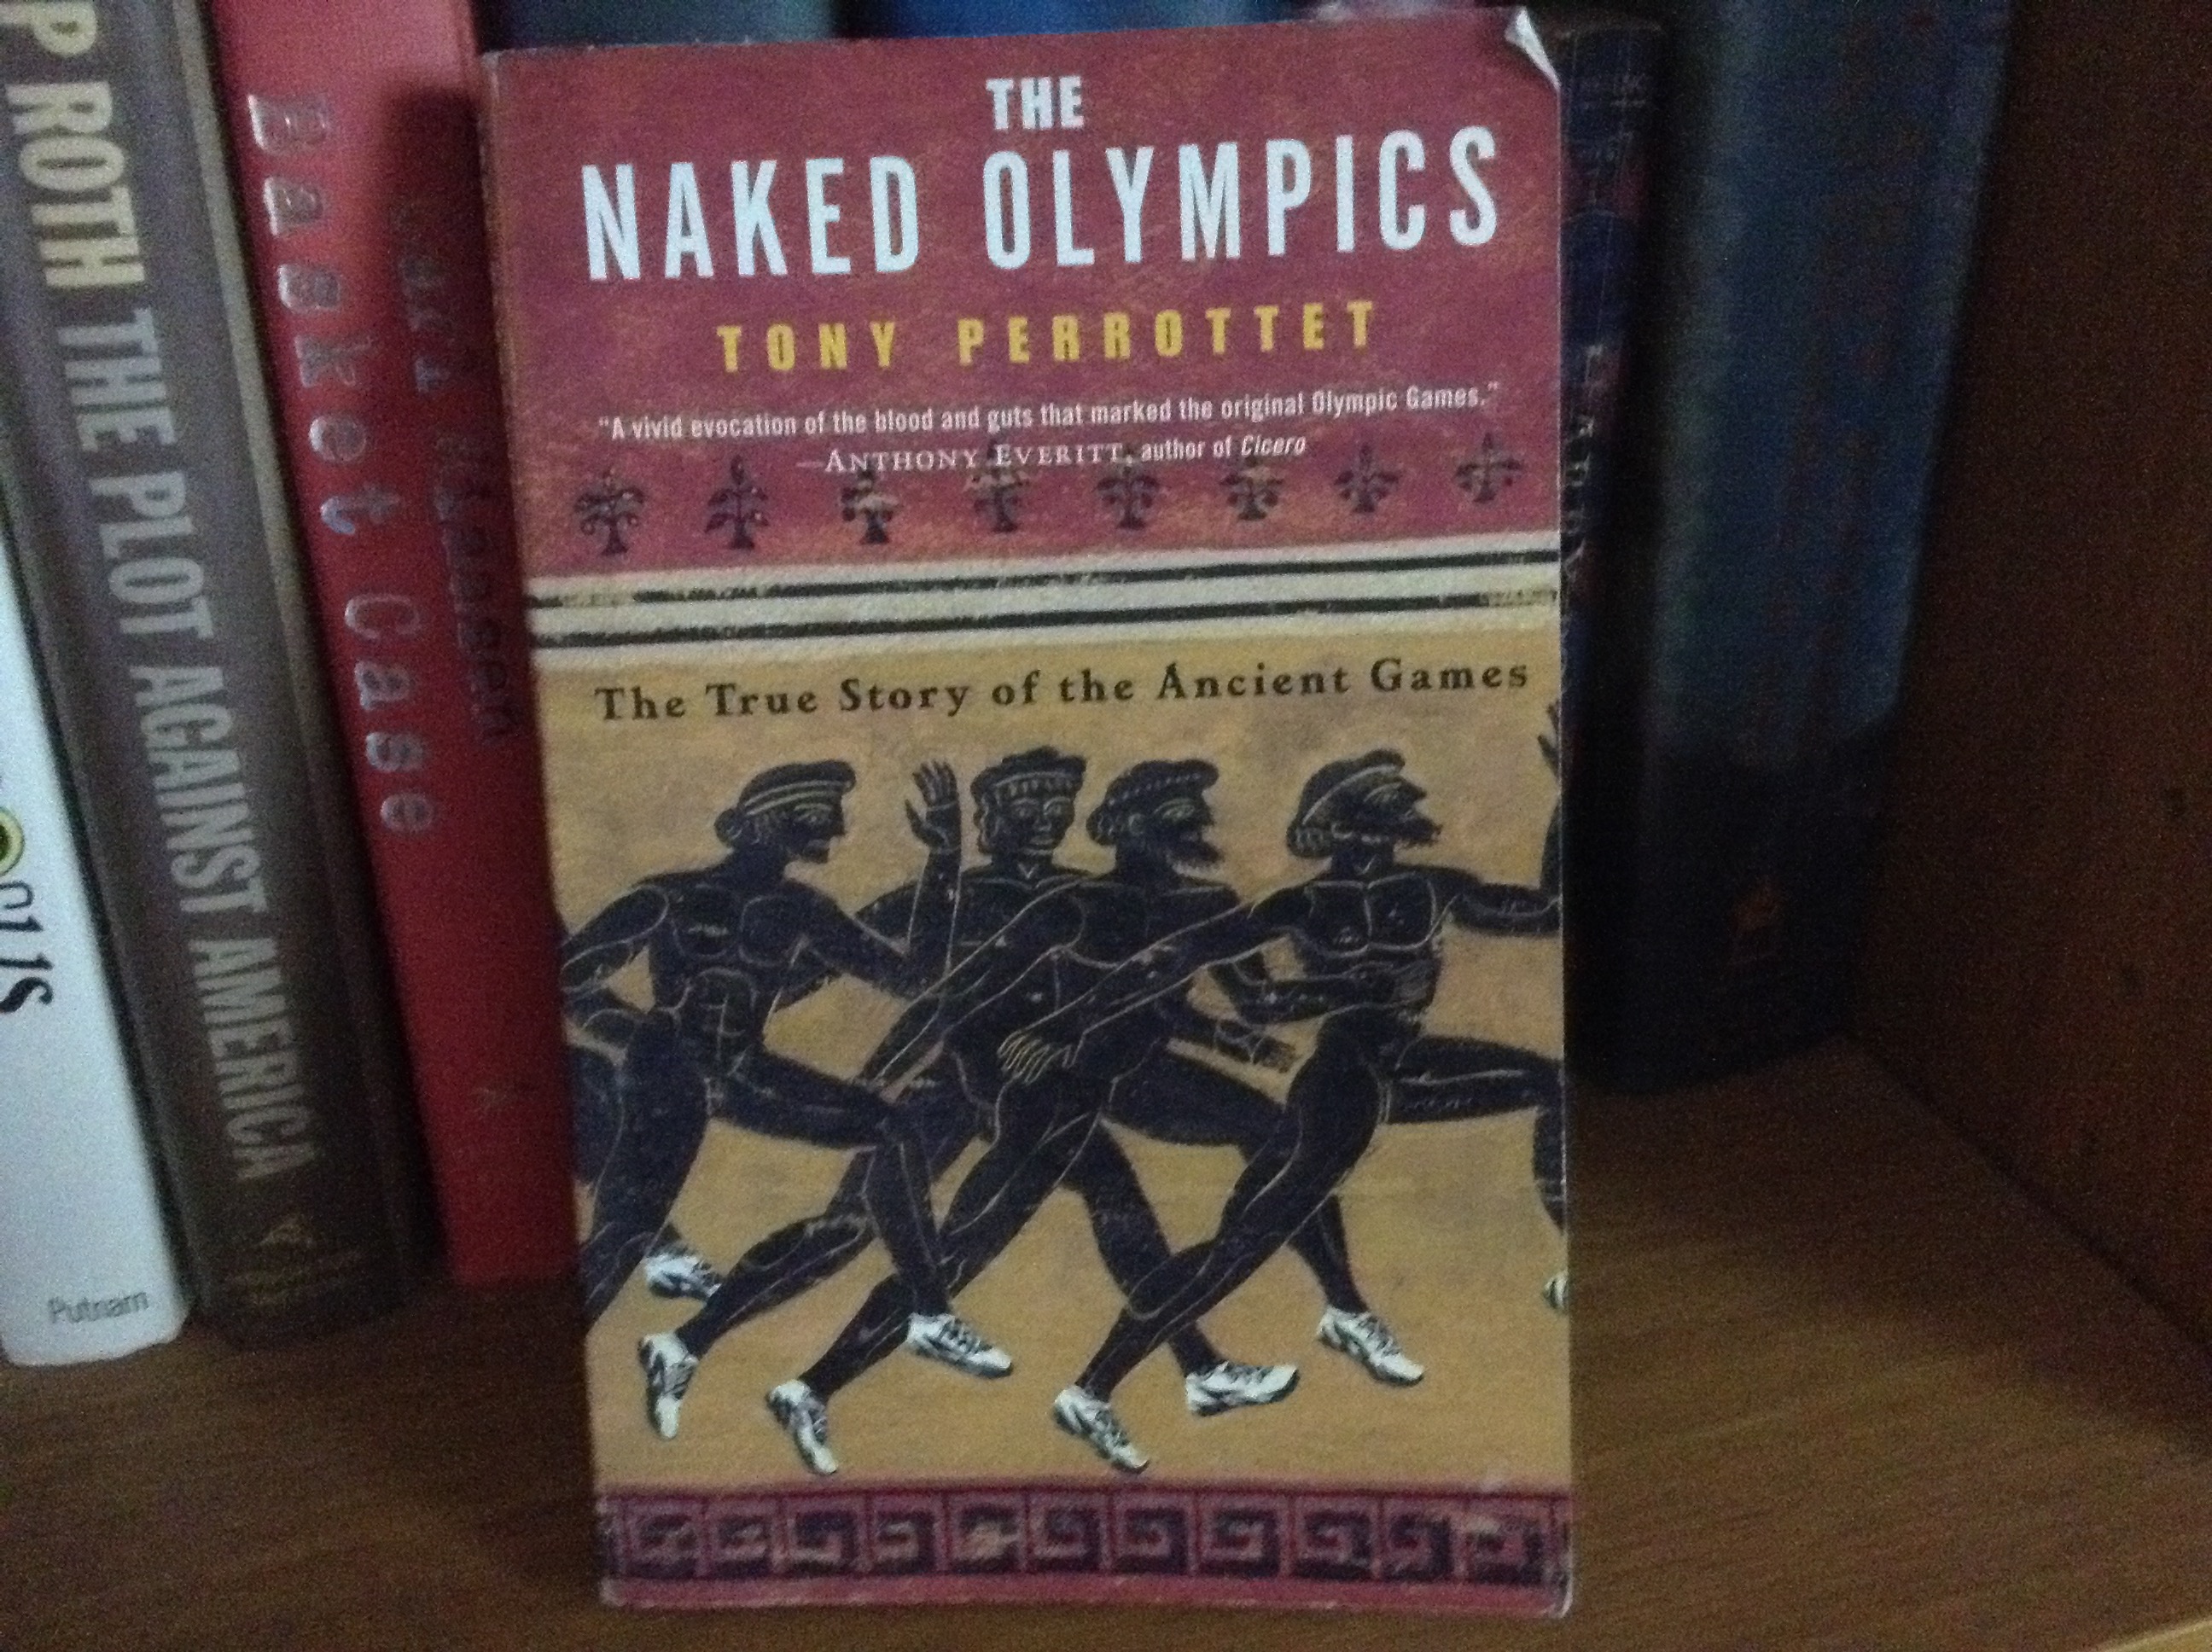 THE
NAKED OLYMPICS
TONY PERROTTET
“A vivid evocation of the blood and guts that marked the original Olympic Games.”
—ANTHONY EVERITT, author of Cicero
The True Story of the Ancient Games
P ROTH THE PLOT AGAINST AMERICA
Basket Case
Putnam